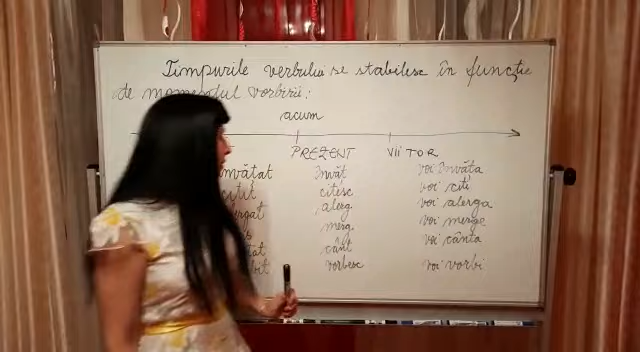 Timpurile verbului se stabilesc în funcție
de momentul vorbirii:
acum
PREZENT VIITOR
învăț voi învăța
citesc voi citi
alerg voi alerga
merg voi merge
cânt voi cânta
vorbesc voi vorbi